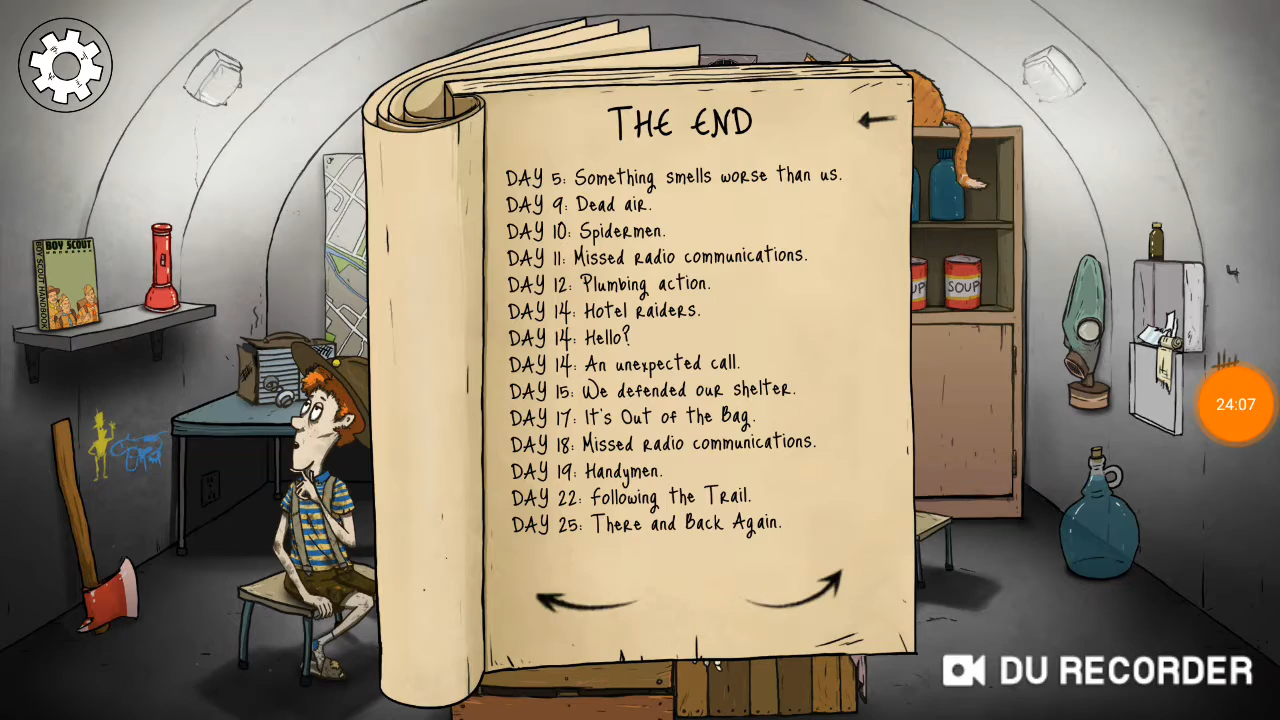 THE END
DAY 5: Something smells worse than us.
DAY 9: Dead air.
DAY 10: Spidermen.
DAY 11: Missed radio communications.
DAY 12: Plumbing action.
DAY 14: Hotel raiders.
DAY 14: Hello?
DAY 14: An unexpected call.
DAY 15: We defended our shelter.
DAY 17: It's Out of the Bag.
DAY 18: Missed radio communications.
DAY 19: Handymen.
DAY 22: Following the Trail.
DAY 25: There and Back Again.
BOY SCOUT
BOY SCOUT HANDBOOK
SOUP
24:07
DU RECORDER